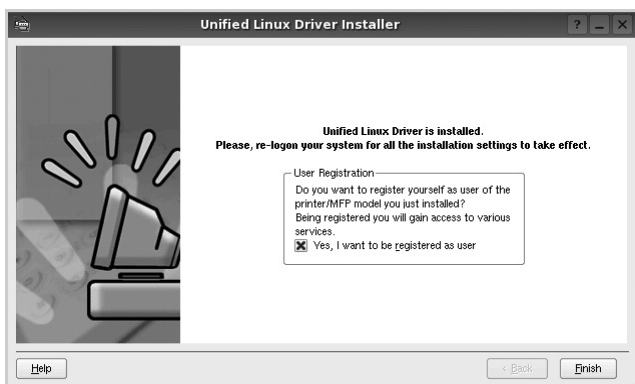 Unified Linux Driver Installer
? _ X
Unified Linux Driver is installed.
Please, re-logon your system for all the installation settings to take effect.
User Registration
Do you want to register yourself as user of the
printer/MFP model you just installed?
Being registered you will gain access to various
services.
Yes, I want to be registered as user
Help
< Back
Finish